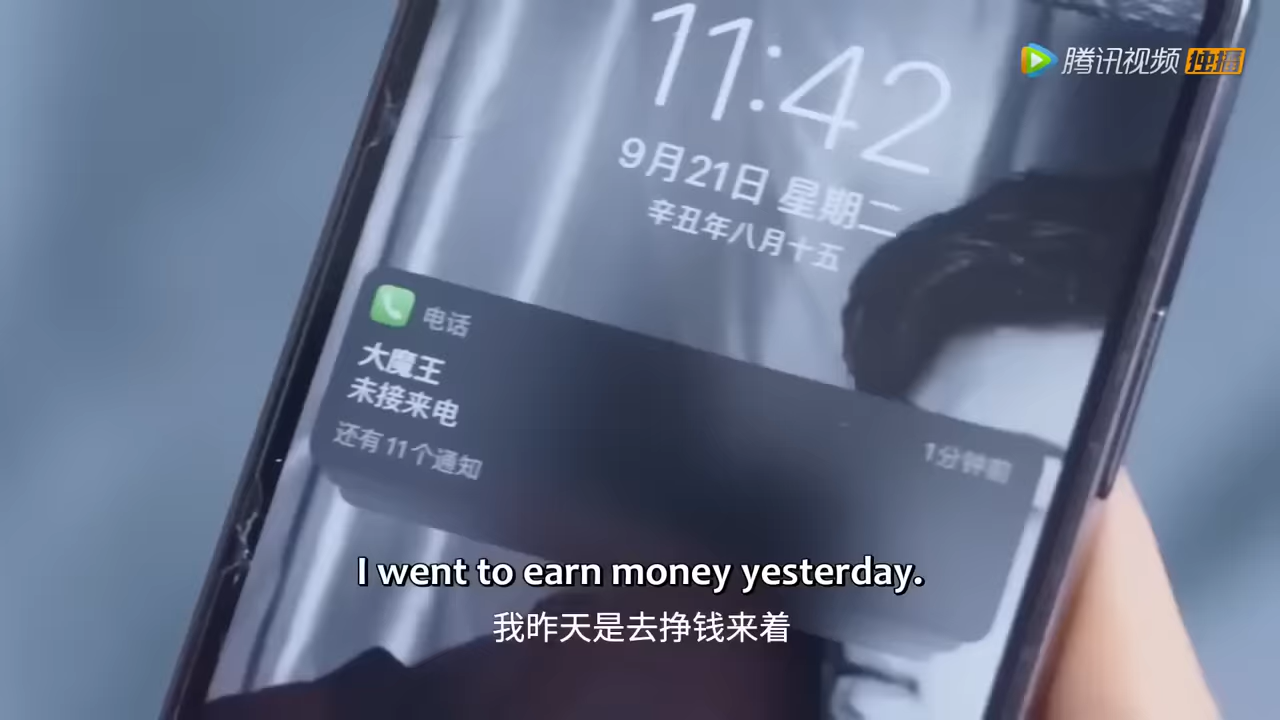 腾讯视频 独播
11:42
9月21日 星期二
辛丑年八月十五
电话
大魔王
未接来电
1分钟前
还有11个通知
I went to earn money yesterday.
我昨天是去挣钱来着